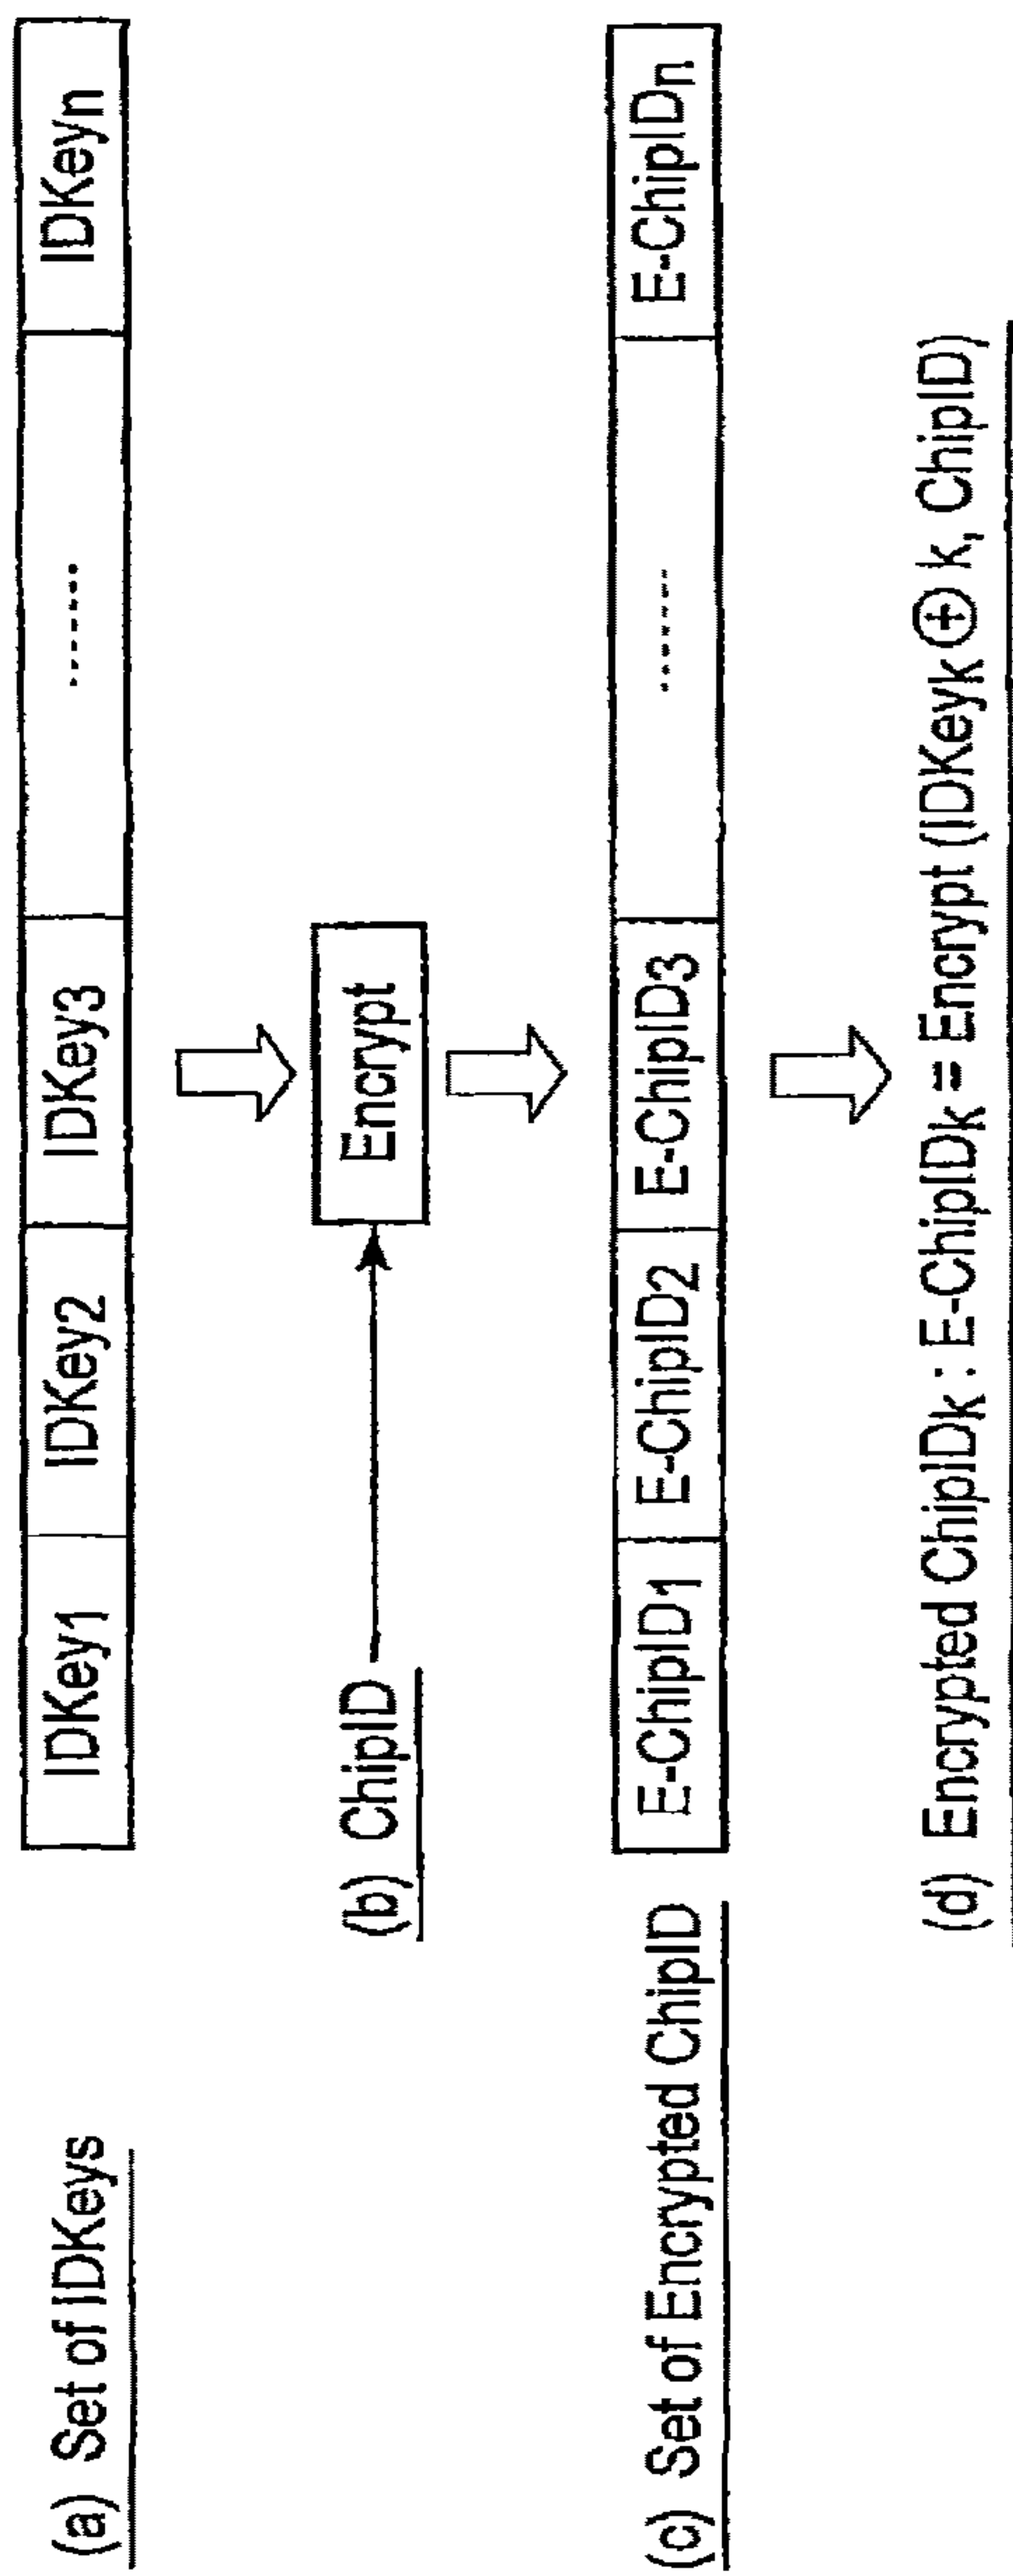 (a) Set of IDKeys
IDKey1 IDKey2 IDKey3 ....... IDKeyn
(b) ChipID Encrypt
(c) Set of Encrypted ChipID
E-ChipID1 E-ChipID2 E-ChipID3 ....... E-ChipIDn
(d) Encrypted ChipIDk : E-ChipIDk = Encrypt (IDKeyk ⊕ k, ChipID)